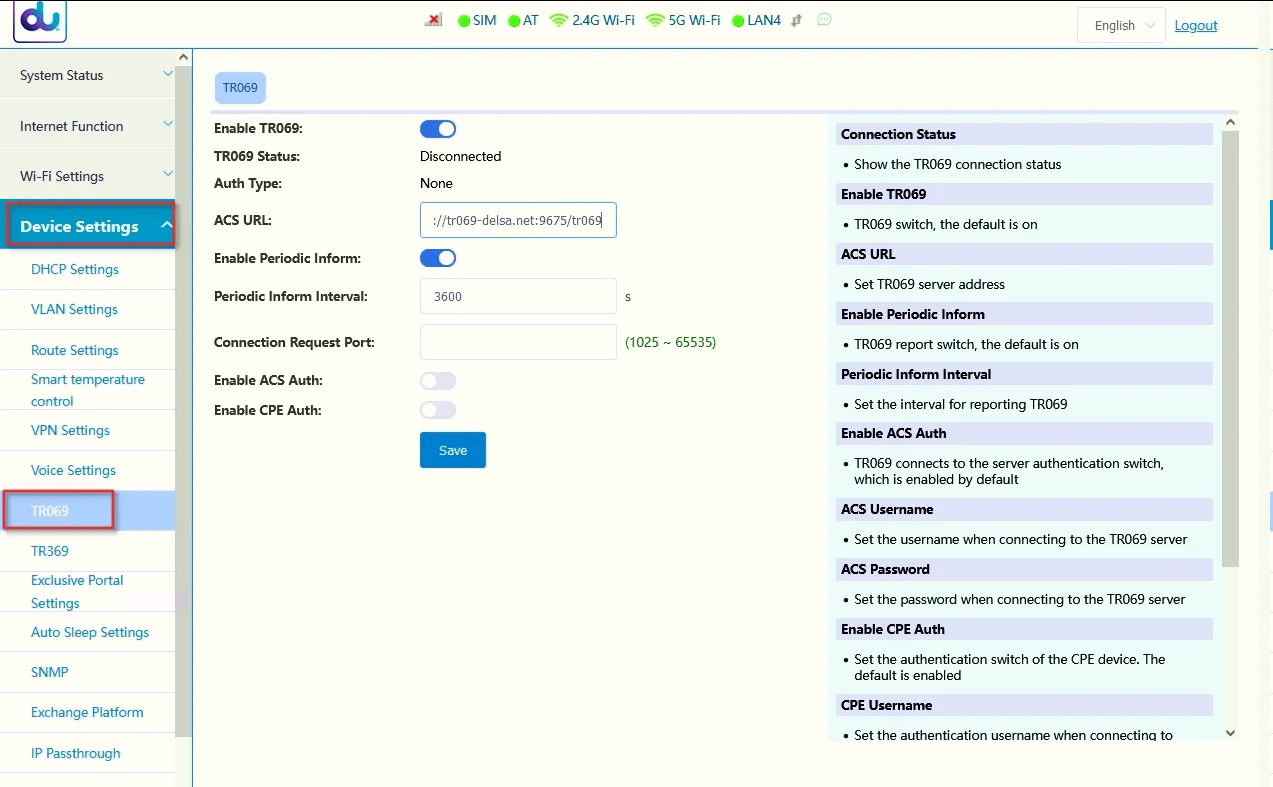 du
SIM AT 2.4G Wi-Fi 5G Wi-Fi LAN4
English
Logout
System Status
Internet Function
Wi-Fi Settings
Device Settings
DHCP Settings
VLAN Settings
Route Settings
Smart temperature
control
VPN Settings
Voice Settings
TR069
TR369
Exclusive Portal
Settings
Auto Sleep Settings
SNMP
Exchange Platform
IP Passthrough
TR069
Enable TR069:
TR069 Status: Disconnected
Auth Type: None
ACS URL: ://tr069-delsa.net:9675/tr069
Enable Periodic Inform:
Periodic Inform Interval: 3600 s
Connection Request Port: (1025 ~ 65535)
Enable ACS Auth:
Enable CPE Auth:
Save
Connection Status
• Show the TR069 connection status
Enable TR069
• TR069 switch, the default is on
ACS URL
• Set TR069 server address
Enable Periodic Inform
• TR069 report switch, the default is on
Periodic Inform Interval
• Set the interval for reporting TR069
Enable ACS Auth
• TR069 connects to the server authentication switch,
which is enabled by default
ACS Username
• Set the username when connecting to the TR069 server
ACS Password
• Set the password when connecting to the TR069 server
Enable CPE Auth
• Set the authentication switch of the CPE device. The
default is enabled
CPE Username
• Set the authentication username when connecting to